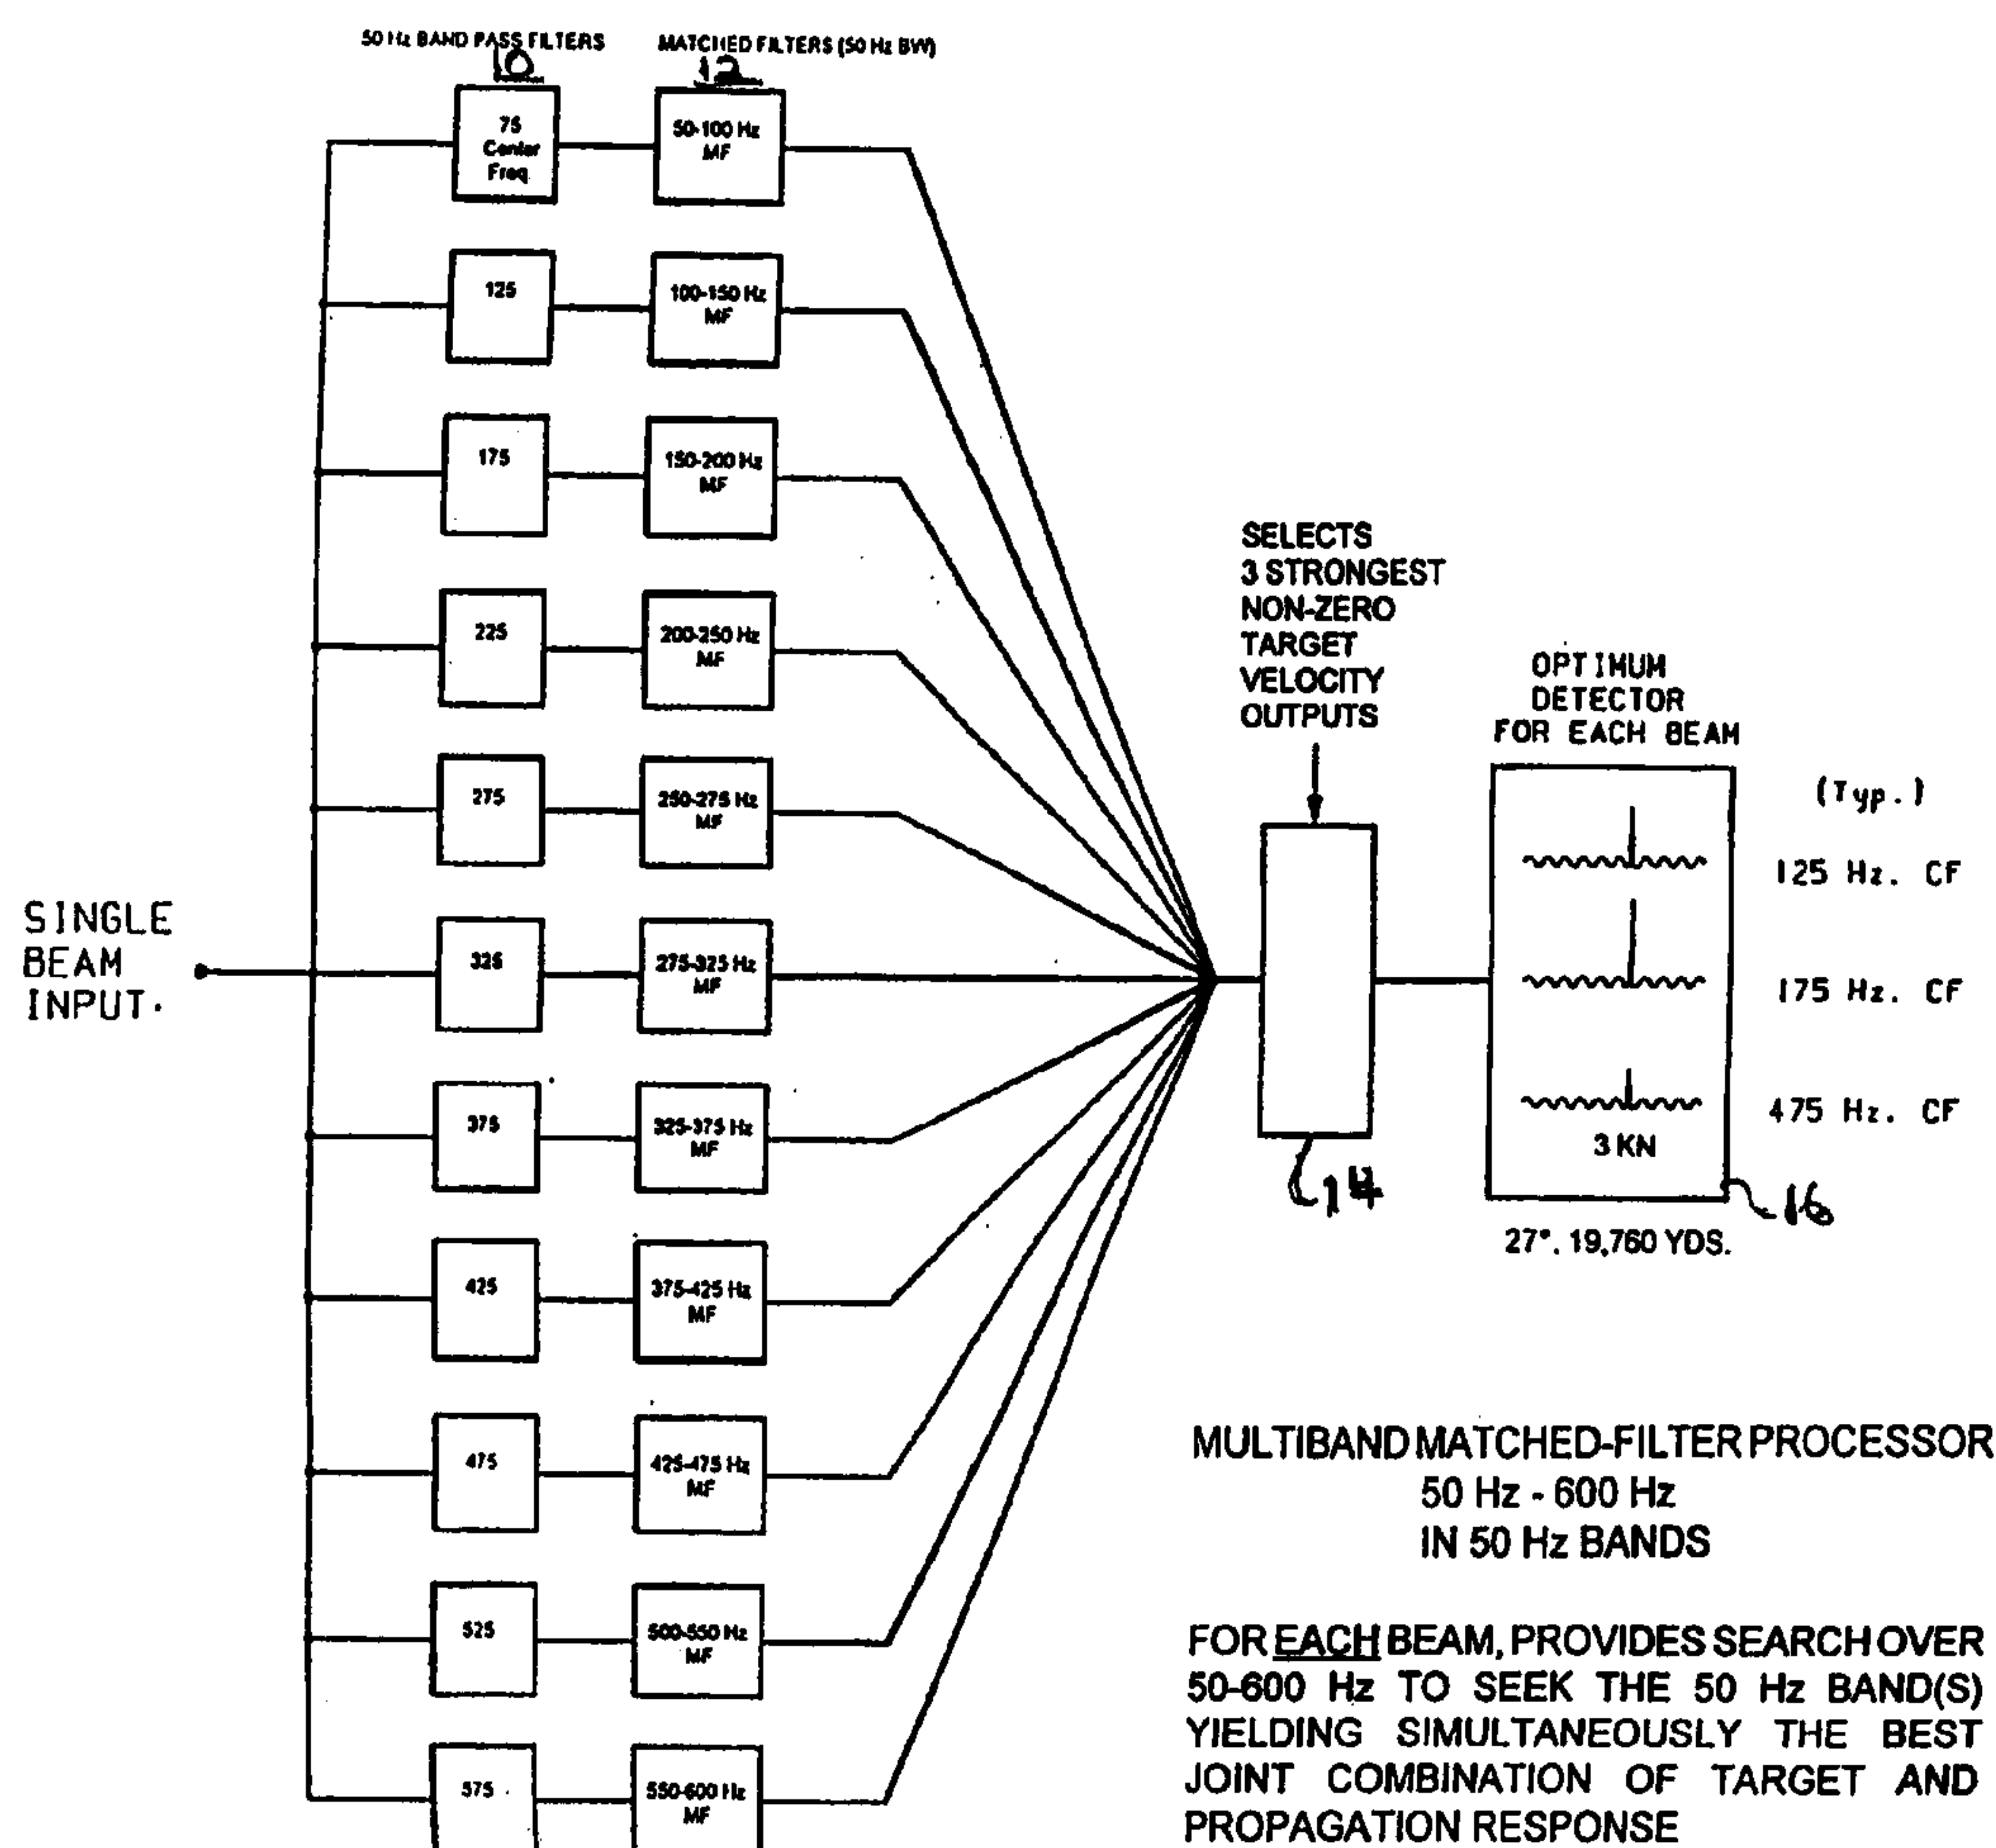 50 Hz BAND PASS FILTERS
MATCHED FILTERS (50 Hz BW)
10
12
75
Center
Freq
50-100 Hz
MF
125
100-150 Hz
MF
175
150-200 Hz
MF
225
200-250 Hz
MF
275
250-275 Hz
MF
325
275-325 Hz
MF
375
325-375 Hz
MF
425
375-425 Hz
MF
475
425-475 Hz
MF
525
500-550 Hz
MF
575
550-600 Hz
MF
SINGLE
BEAM
INPUT.
SELECTS
3 STRONGEST
NON-ZERO
TARGET
VELOCITY
OUTPUTS
14
OPTIMUM
DETECTOR
FOR EACH BEAM
(Typ.)
125 Hz. CF
175 Hz. CF
475 Hz. CF
3 KN
16
27°. 19,760 YDS.
MULTIBAND MATCHED-FILTER PROCESSOR
50 Hz - 600 Hz
IN 50 Hz BANDS
FOR EACH BEAM, PROVIDES SEARCH OVER
50-600 Hz TO SEEK THE 50 Hz BAND(S)
YIELDING SIMULTANEOUSLY THE BEST
JOINT COMBINATION OF TARGET AND
PROPAGATION RESPONSE